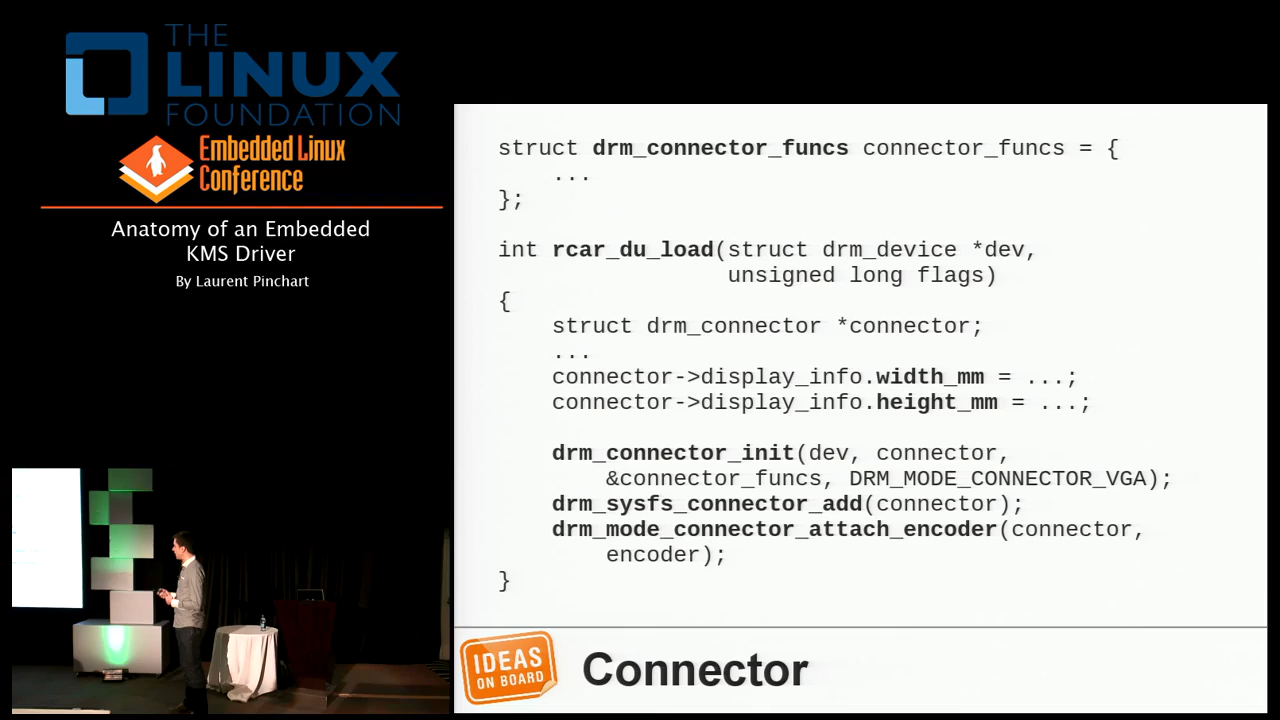 THE
LINUX
FOUNDATION
Embedded Linux
Conference
Anatomy of an Embedded
KMS Driver
By Laurent Pinchart
struct drm_connector_funcs connector_funcs = {
    ...
};
int rcar_du_load(struct drm_device *dev,
                 unsigned long flags)
{
    struct drm_connector *connector;
    ...
    connector->display_info.width_mm = ...;
    connector->display_info.height_mm = ...;
    drm_connector_init(dev, connector,
        &connector_funcs, DRM_MODE_CONNECTOR_VGA);
    drm_sysfs_connector_add(connector);
    drm_mode_connector_attach_encoder(connector,
        encoder);
}
IDEAS
ON BOARD
Connector